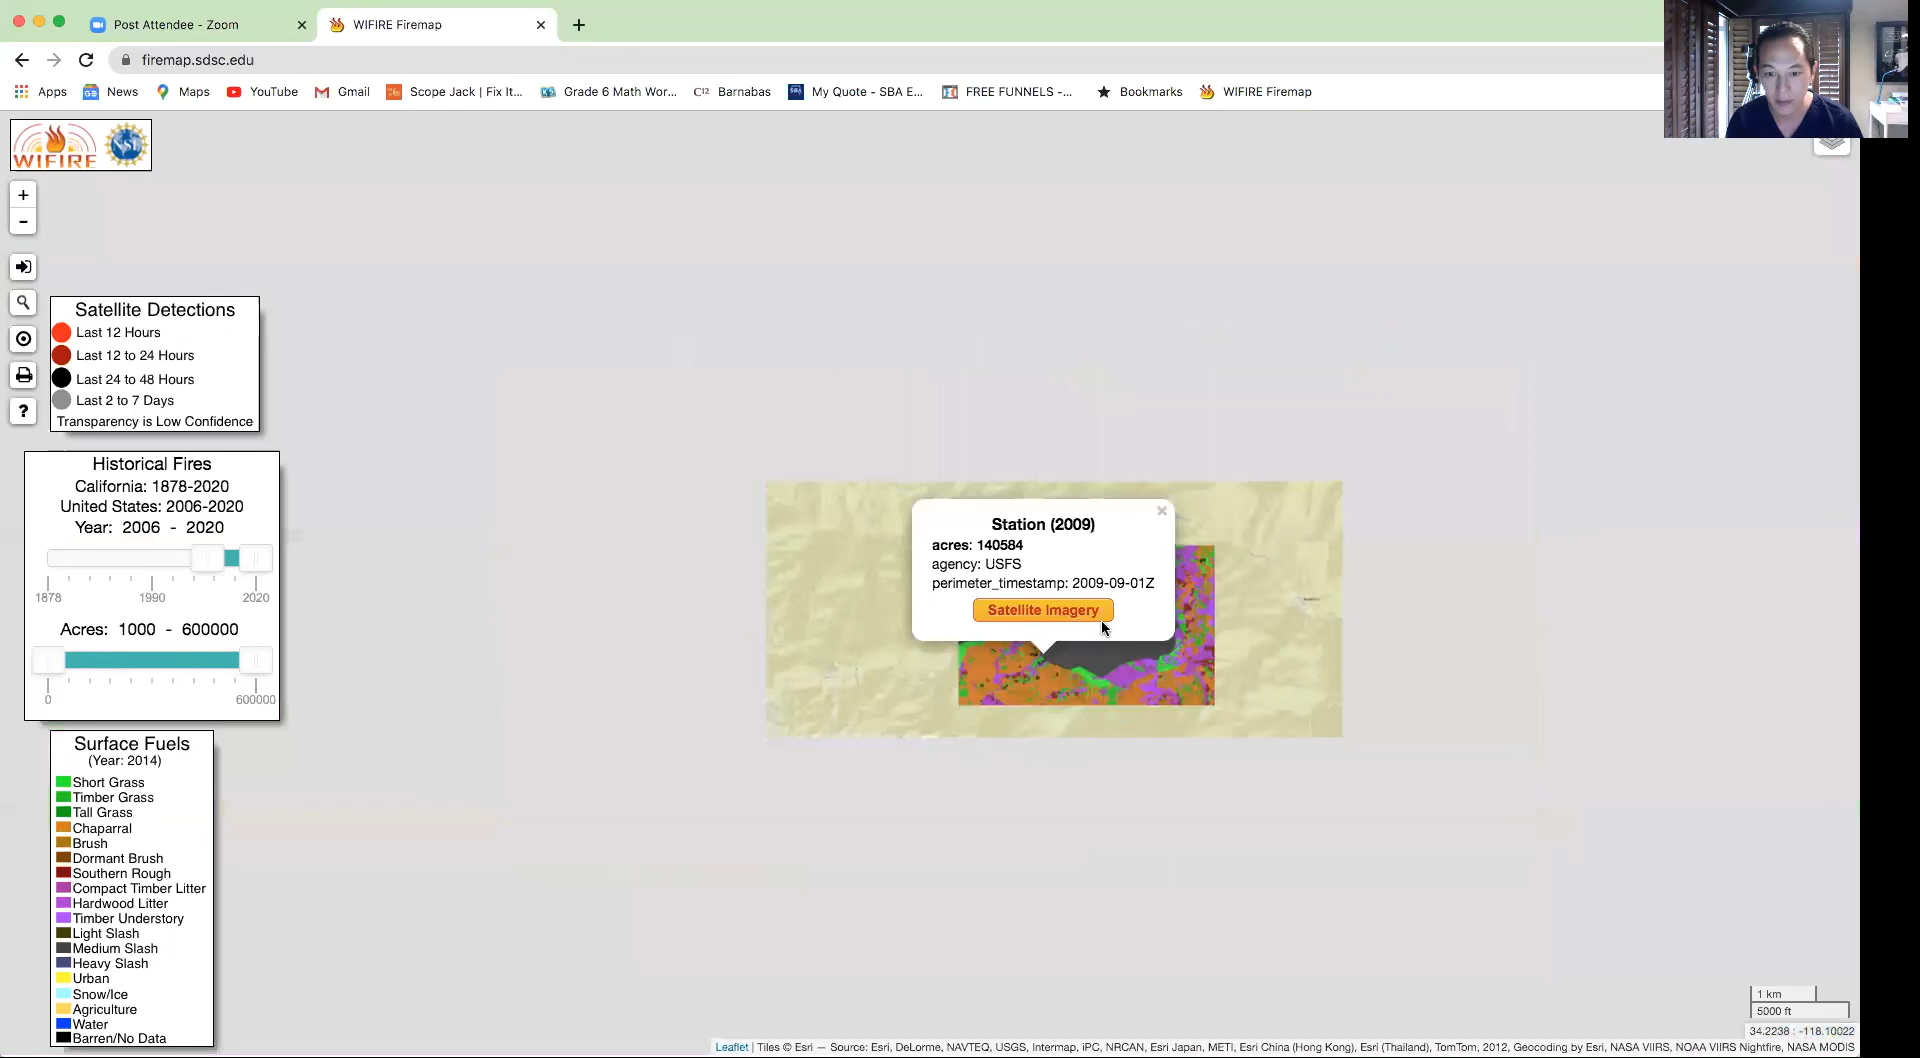 Post Attendee - Zoom
WIFIRE Firemap
firemap.sdsc.edu
Apps
News
Maps
YouTube
Gmail
Scope Jack | Fix It...
Grade 6 Math Wor...
Barnabas
My Quote - SBA E...
FREE FUNNELS -...
Bookmarks
WIFIRE Firemap
WIFIRE
NSF
+
-
?
Satellite Detections
Last 12 Hours
Last 12 to 24 Hours
Last 24 to 48 Hours
Last 2 to 7 Days
Transparency is Low Confidence
Historical Fires
California: 1878-2020
United States: 2006-2020
Year: 2006 - 2020
1878 1990 2020
Acres: 1000 - 600000
0 600000
Surface Fuels
(Year: 2014)
Short Grass
Timber Grass
Tall Grass
Chaparral
Brush
Dormant Brush
Southern Rough
Compact Timber Litter
Hardwood Litter
Timber Understory
Light Slash
Medium Slash
Heavy Slash
Urban
Snow/Ice
Agriculture
Water
Barren/No Data
Station (2009)
acres: 140584
agency: USFS
perimeter_timestamp: 2009-09-01Z
Satellite Imagery
1 km
5000 ft
34.2238 : -118.10022
Leaflet | Tiles © Esri — Source: Esri, DeLorme, NAVTEQ, USGS, Intermap, iPC, NRCAN, Esri Japan, METI, Esri China (Hong Kong), Esri (Thailand), TomTom, 2012, Geocoding by Esri, NASA VIIRS, NOAA VIIRS Nightfire, NASA MODIS